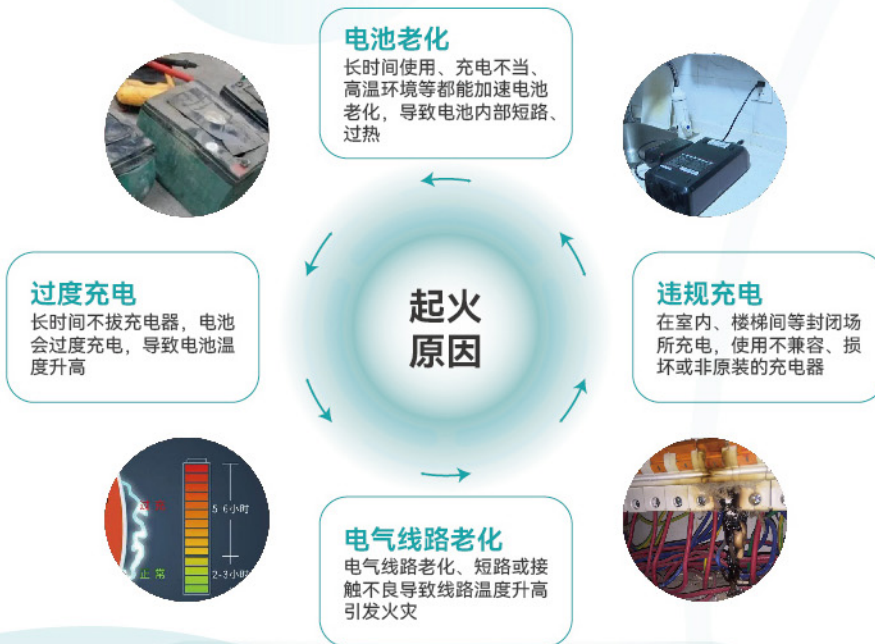 电池老化
长时间使用、充电不当、
高温环境等都能加速电池
老化，导致电池内部短路、
过热
过度充电
长时间不拔充电器，电池
会过度充电，导致电池温
度升高
起火
原因
违规充电
在室内、楼梯间等封闭场
所充电，使用不兼容、损
坏或非原装的充电器
5-6小时
正常
2-3小时
电气线路老化
电气线路老化、短路或接
触不良导致线路温度升高
引发火灾